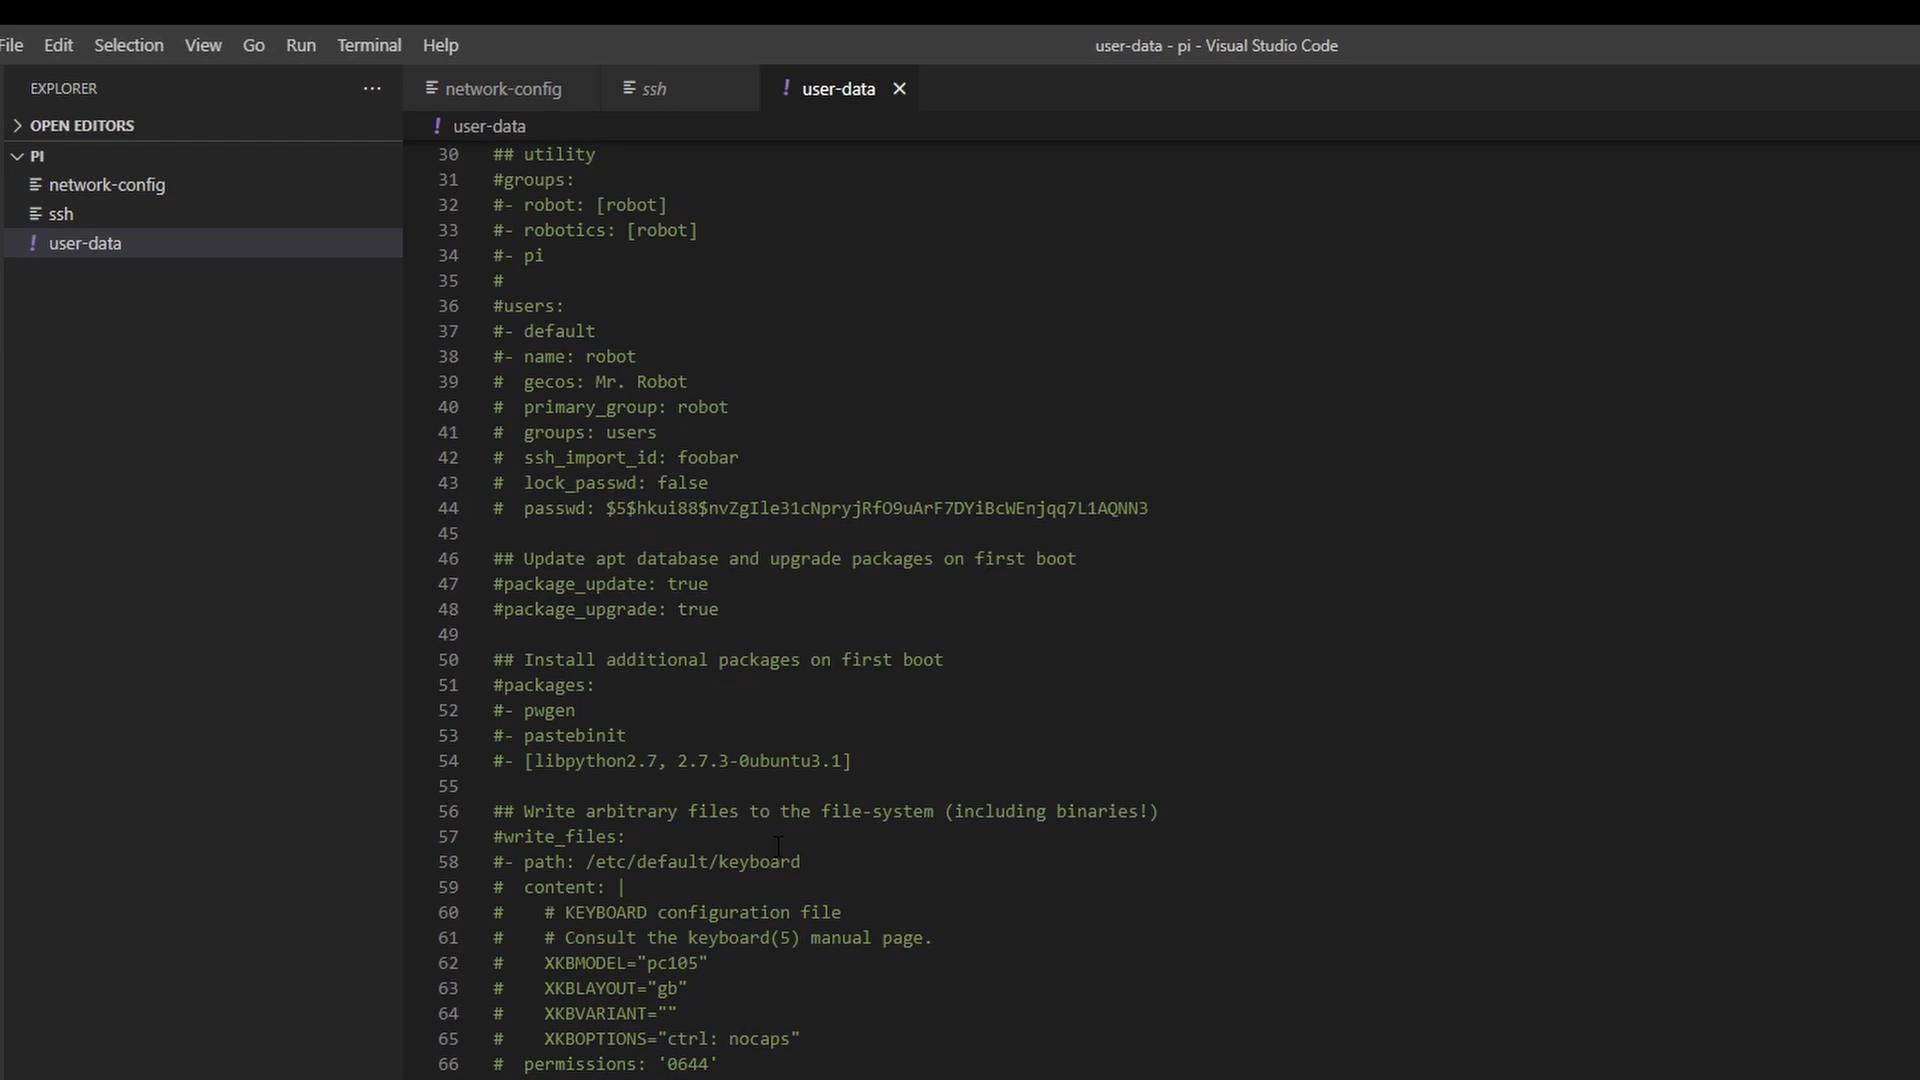 File Edit Selection View Go Run Terminal Help
user-data - pi - Visual Studio Code
EXPLORER ...
network-config
ssh
user-data
OPEN EDITORS
user-data
PI
network-config
ssh
user-data
30 ## utility
31 #groups:
32 #- robot: [robot]
33 #- robotics: [robot]
34 #- pi
35 #
36 #users:
37 #- default
38 #- name: robot
39 #  gecos: Mr. Robot
40 #  primary_group: robot
41 #  groups: users
42 #  ssh_import_id: foobar
43 #  lock_passwd: false
44 #  passwd: $5$hkui88$nvZgIle31cNpryjRfO9uArF7DYiBcWEnjqq7L1AQNN3
45
46 ## Update apt database and upgrade packages on first boot
47 #package_update: true
48 #package_upgrade: true
49
50 ## Install additional packages on first boot
51 #packages:
52 #- pwgen
53 #- pastebinit
54 #- [libpython2.7, 2.7.3-0ubuntu3.1]
55
56 ## Write arbitrary files to the file-system (including binaries!)
57 #write_files:
58 #- path: /etc/default/keyboard
59 #  content: |
60 #    # KEYBOARD configuration file
61 #    # Consult the keyboard(5) manual page.
62 #    XKBMODEL="pc105"
63 #    XKBLAYOUT="gb"
64 #    XKBVARIANT=""
65 #    XKBOPTIONS="ctrl: nocaps"
66 #  permissions: '0644'